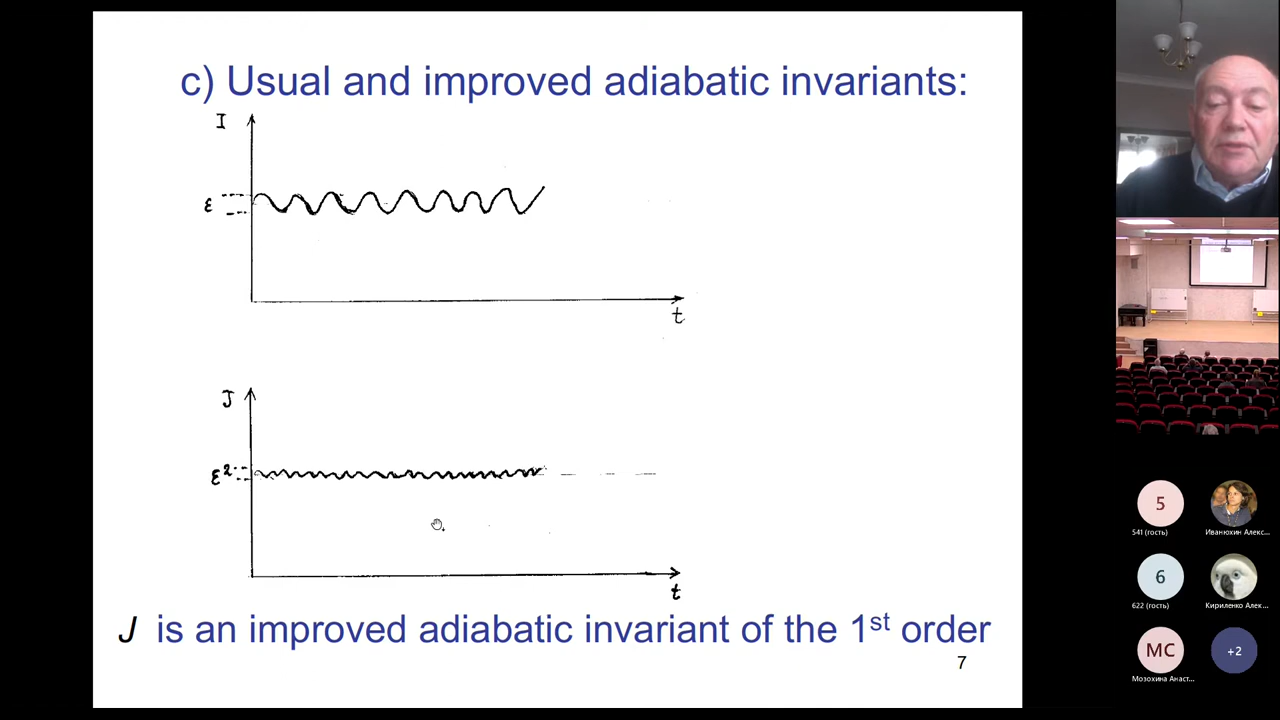 c) Usual and improved adiabatic invariants:
I
ε
t
J
ε²
t
J is an improved adiabatic invariant of the 1st order
7
5
541 (гость)
Иванюхин Алекс...
6
622 (гость)
Кириленко Алек...
МС
Мозохина Анаст...
+2